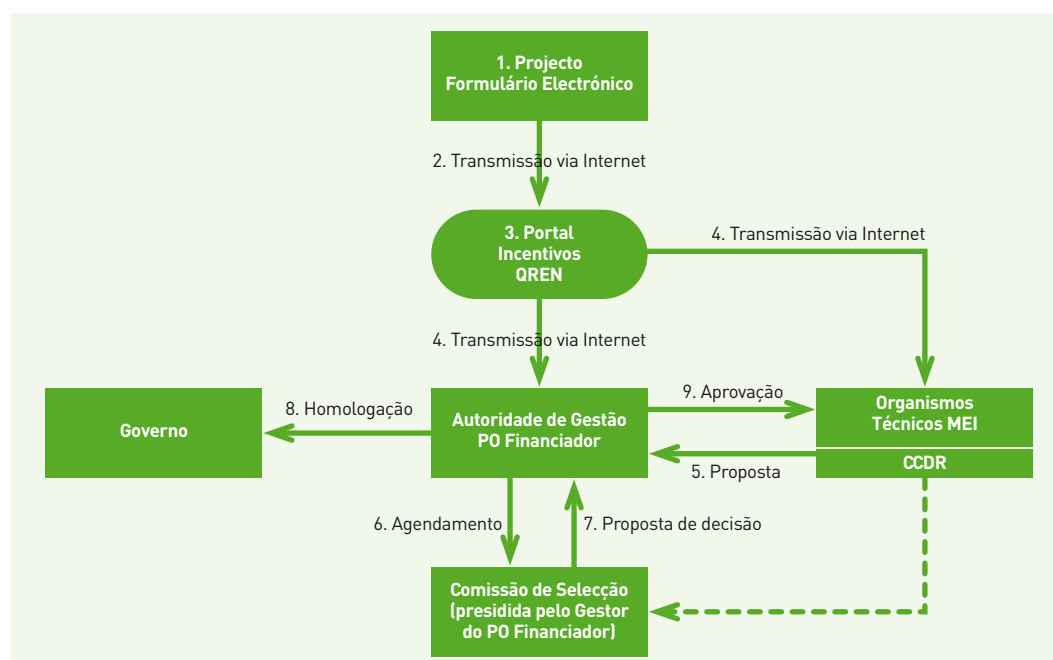 1. Projecto
Formulário Electrónico
2. Transmissão via Internet
3. Portal
Incentivos
QREN
4. Transmissão via Internet
4. Transmissão via Internet
Governo
8. Homologação
Autoridade de Gestão
PO Financiador
9. Aprovação
Organismos
Técnicos MEI
CCDR
5. Proposta
6. Agendamento
7. Proposta de decisão
Comissão de Selecção
(presidida pelo Gestor
do PO Financiador)